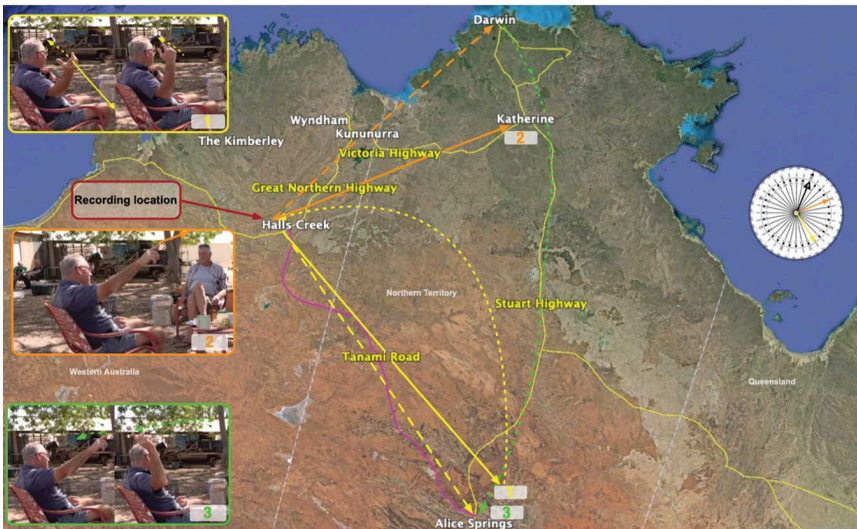 Darwin
1
Wyndham
Katherine
The Kimberley
Kununurra
2
Victoria Highway
Great Northern Highway
Recording location
Halls Creek
Northern Territory
Stuart Highway
2
Tanami Road
Western Australia
Queensland
1
3
3
Alice Springs